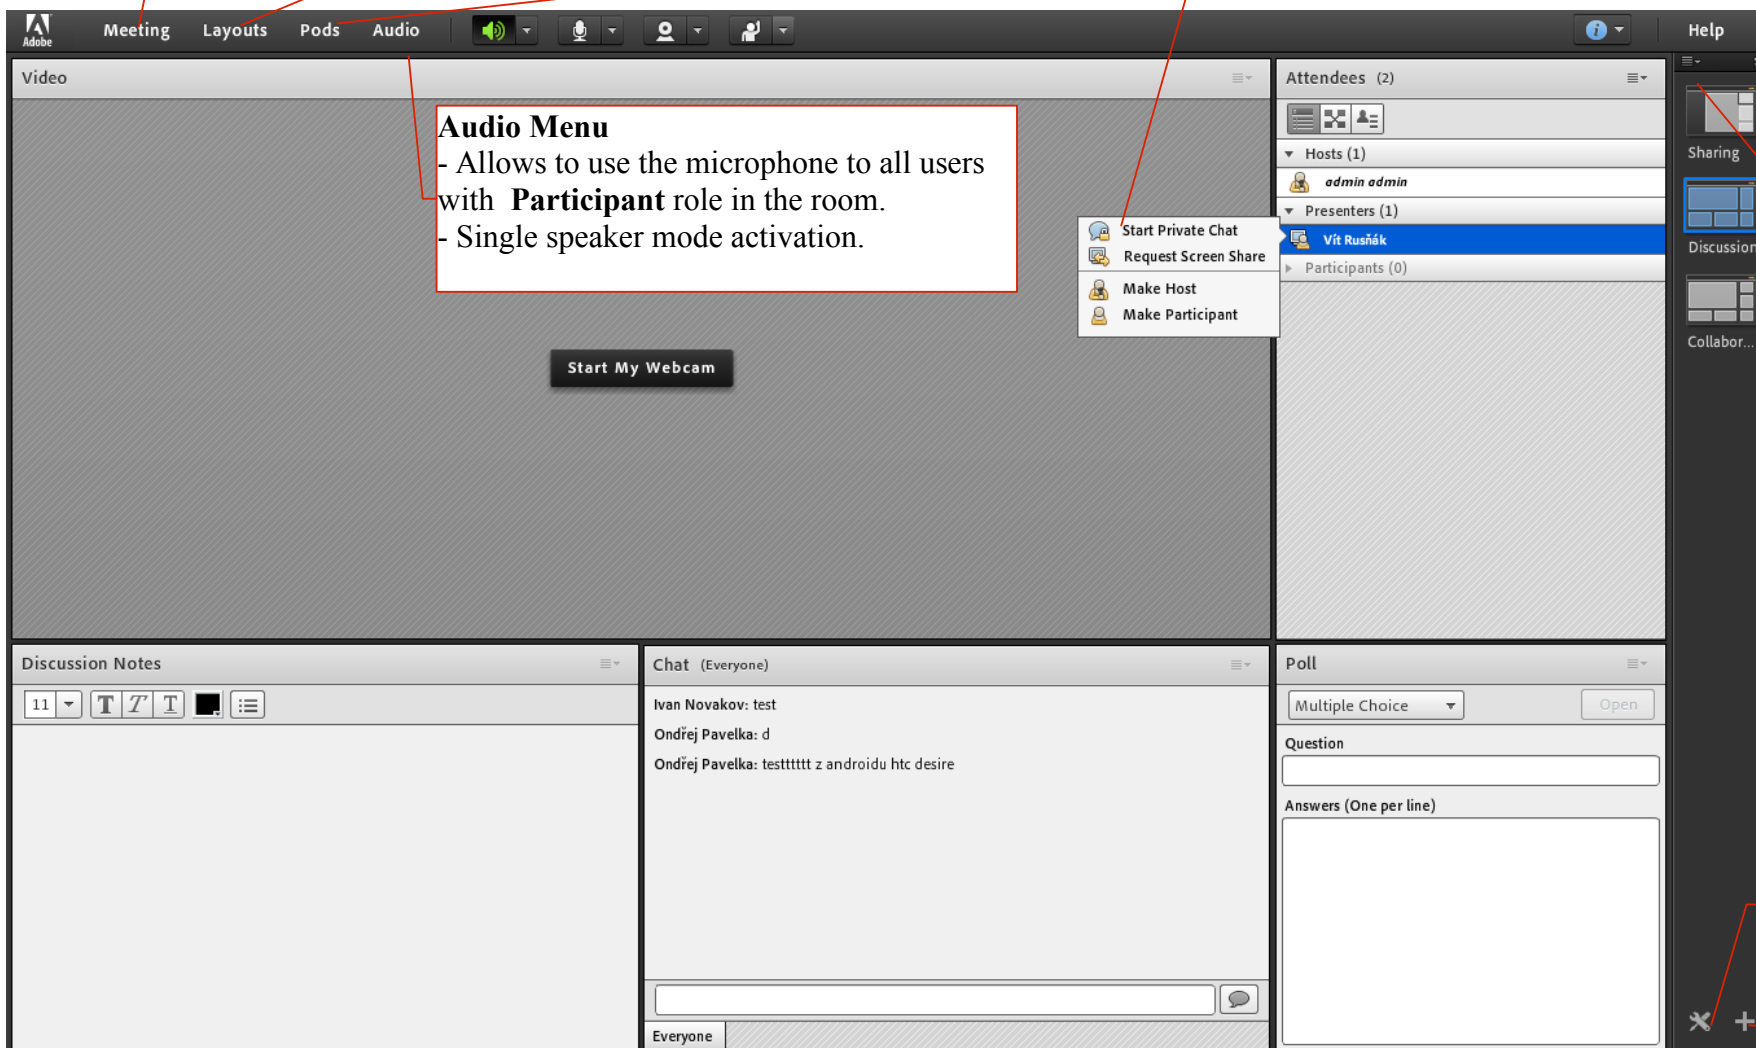 Adobe
Meeting Layouts Pods Audio
Help
Video
Audio Menu
- Allows to use the microphone to all users
with Participant role in the room.
- Single speaker mode activation.
Start My Webcam
Start Private Chat
Request Screen Share
Make Host
Make Participant
Attendees (2)
Hosts (1)
admin admin
Presenters (1)
Vít Rusňák
Participants (0)
Sharing
Discussion
Collabor...
Discussion Notes
11 T T T
Chat (Everyone)
Ivan Novakov: test
Ondřej Pavelka: d
Ondřej Pavelka: testttttt z androidu htc desire
Everyone
Poll
Multiple Choice Open
Question
Answers (One per line)